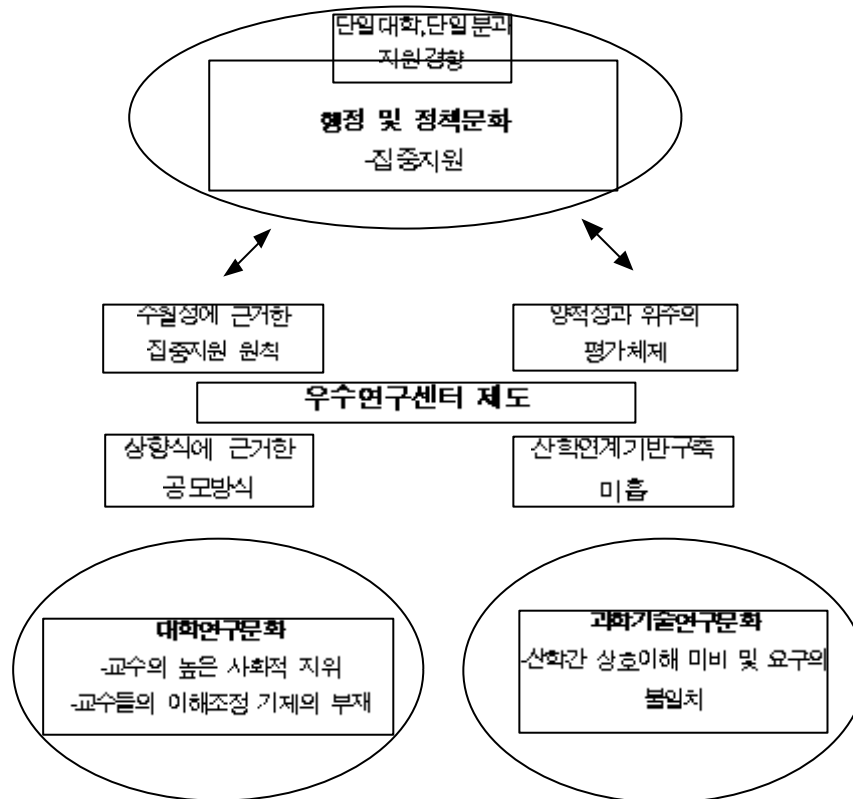 단일대학,단일분과
지원경향
행정 및 정책문화
-집중지원
수월성에 근거한
집중지원 원칙
양적성과 위주의
평가체제
우수연구센터 제도
상향식에 근거한
공모방식
산학연계기반구축
미흡
대학연구문화
-교수의 높은 사회적 지위
-교수들의 이해조정 기제의 부재
과학기술연구문화
-산학간 상호이해 미비 및 요구의
불일치